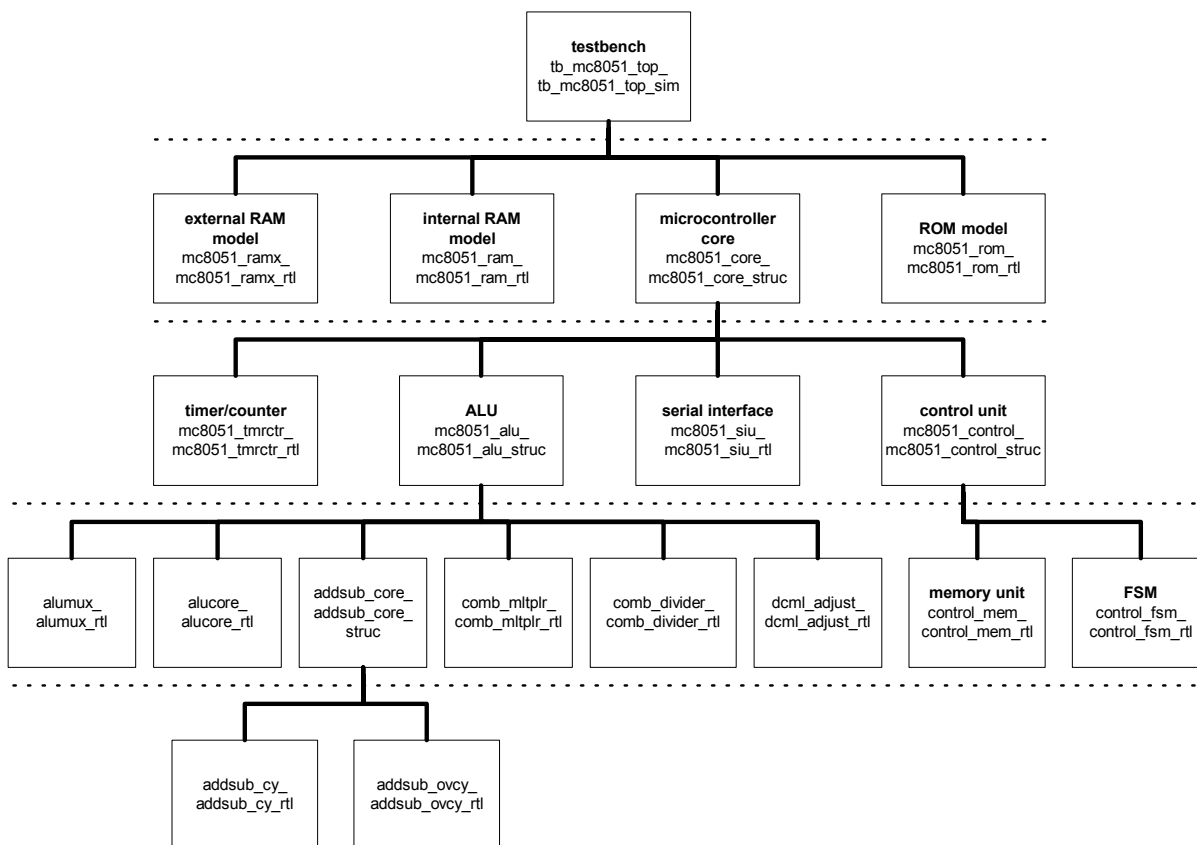 testbench
tb_mc8051_top_
tb_mc8051_top_sim
external RAM
model
mc8051_ramx_
mc8051_ramx_rtl
internal RAM
model
mc8051_ram_
mc8051_ram_rtl
microcontroller
core
mc8051_core_
mc8051_core_struc
ROM model
mc8051_rom_
mc8051_rom_rtl
timer/counter
mc8051_tmrctr_
mc8051_tmrctr_rtl
ALU
mc8051_alu_
mc8051_alu_struc
serial interface
mc8051_siu_
mc8051_siu_rtl
control unit
mc8051_control_
mc8051_control_struc
alumux_
alumux_rtl
alucore_
alucore_rtl
addsub_core_
addsub_core_
struc
comb_mltplr_
comb_mltplr_rtl
comb_divider_
comb_divider_rtl
dcml_adjust_
dcml_adjust_rtl
memory unit
control_mem_
control_mem_rtl
FSM
control_fsm_
control_fsm_rtl
addsub_cy_
addsub_cy_rtl
addsub_ovcy_
addsub_ovcy_rtl